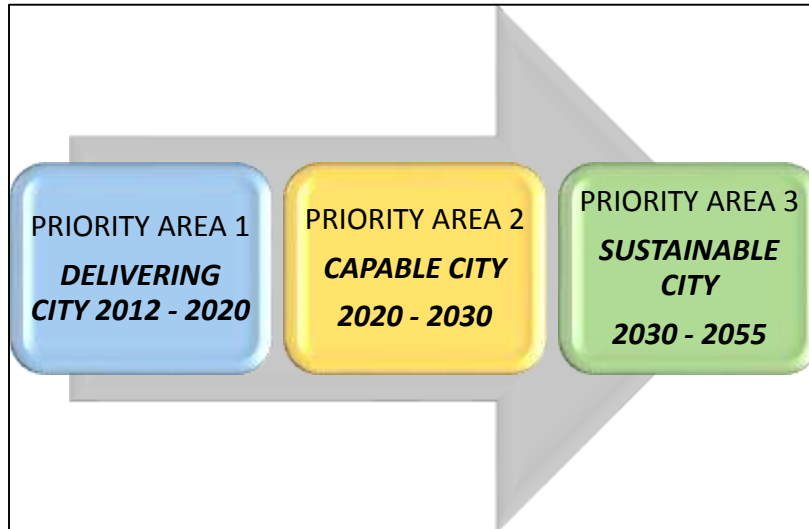 PRIORITY AREA 1
DELIVERING
CITY 2012 - 2020
PRIORITY AREA 2
CAPABLE CITY
2020 - 2030
PRIORITY AREA 3
SUSTAINABLE
CITY
2030 - 2055